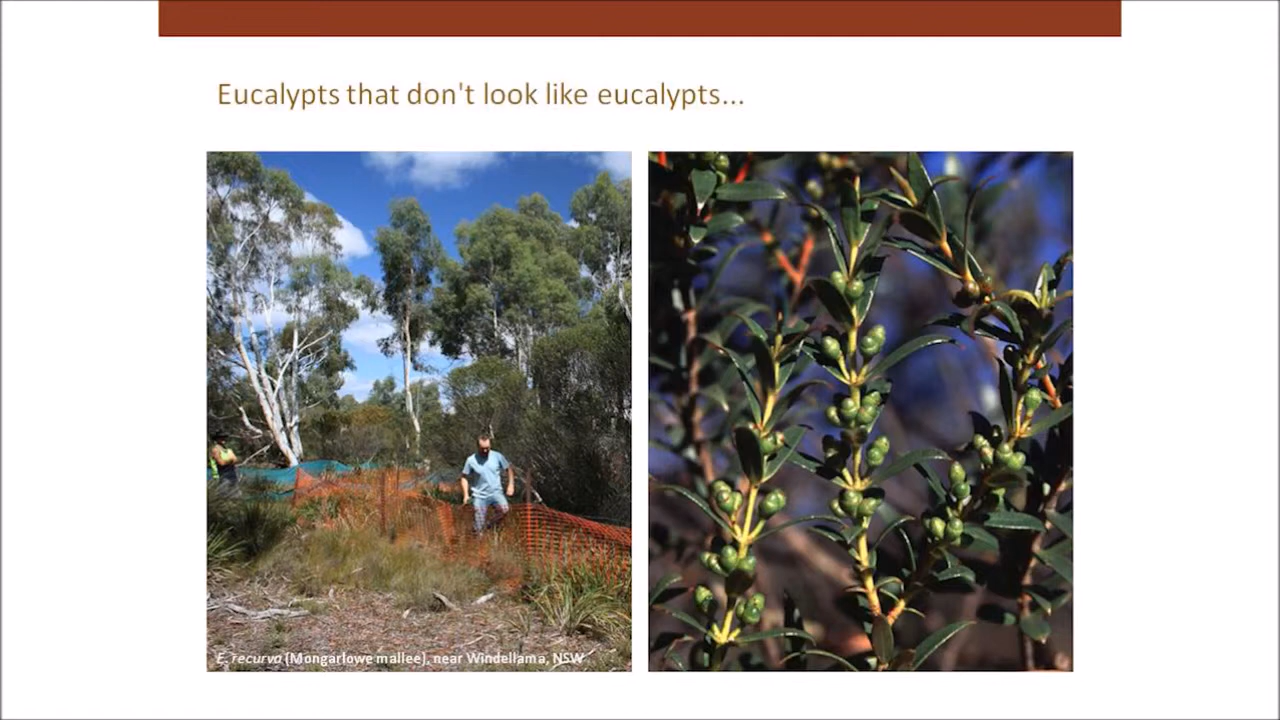 Eucalypts that don't look like eucalypts...
E. recurva (Mongarlowe mallee), near Windellama, NSW